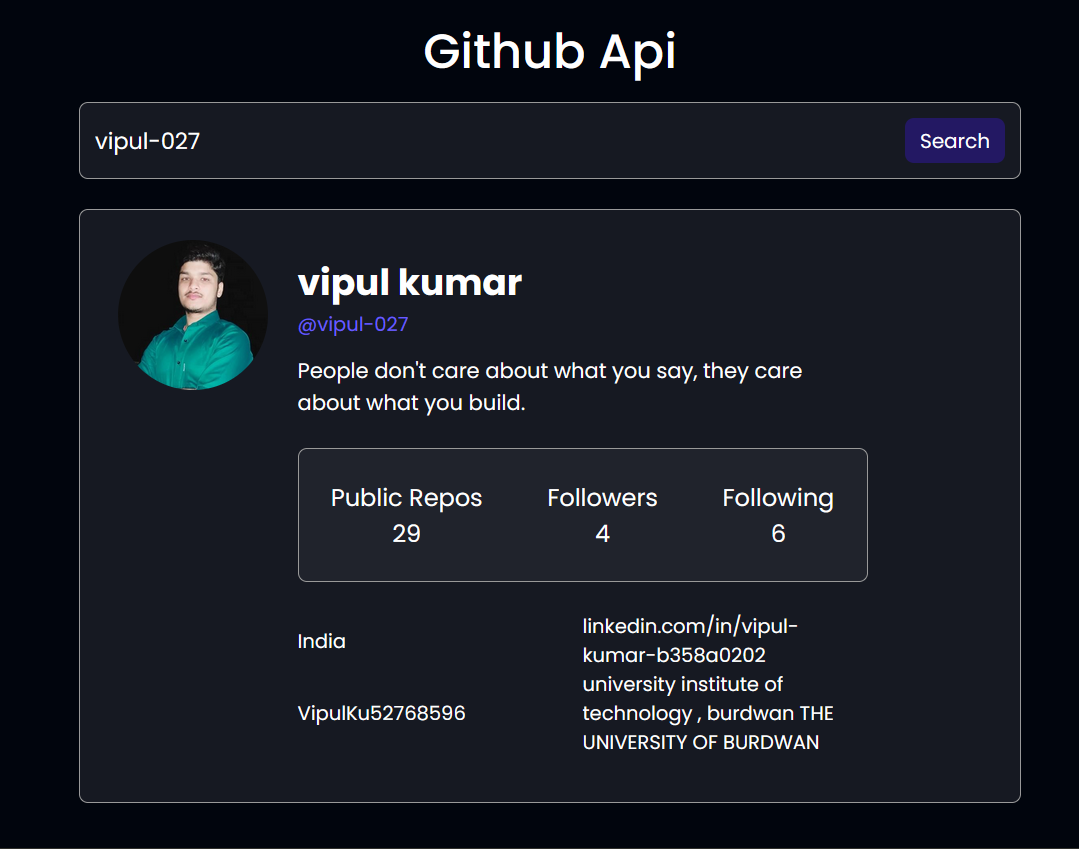 Github Api
vipul-027
Search
vipul kumar
@vipul-027
People don't care about what you say, they care
about what you build.
Public Repos
29
Followers
4
Following
6
India
linkedin.com/in/vipul-
kumar-b358a0202
VipulKu52768596
university institute of
technology , burdwan THE
UNIVERSITY OF BURDWAN